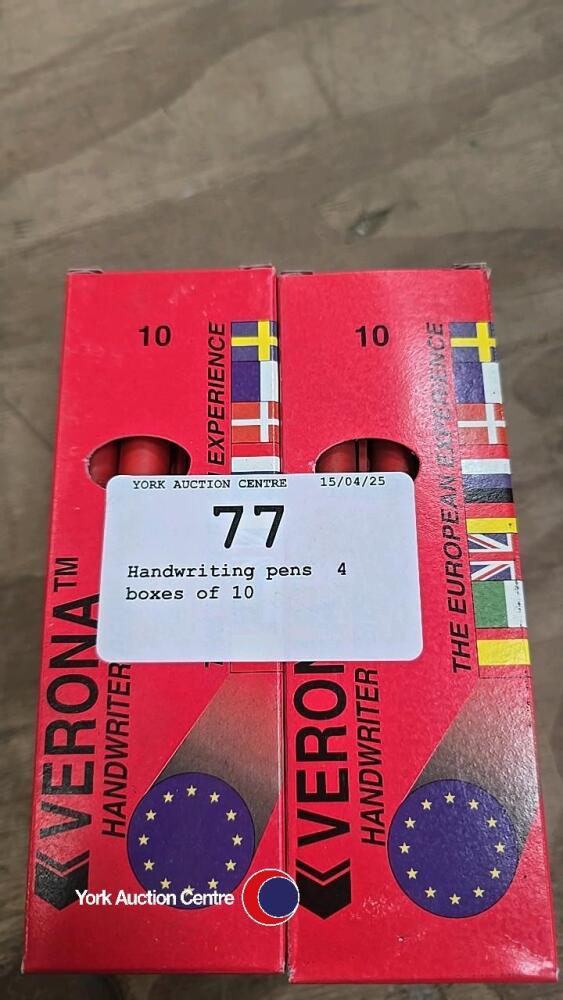 10
EXPERIENCE
VERONA™
HANDWRITER
10
THE EUROPEAN EXPERIENCE
HANDWRITER
YORK AUCTION CENTRE 15/04/25
77
Handwriting pens 4
boxes of 10
York Auction Centre